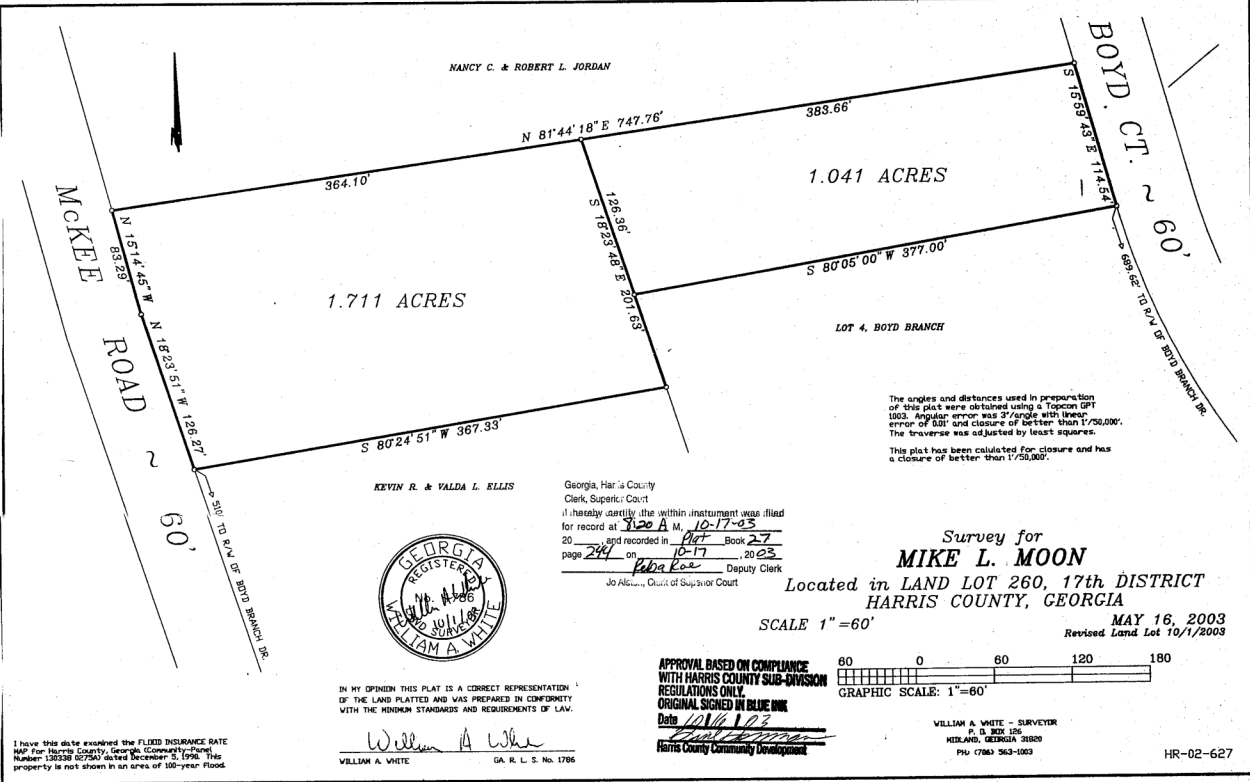 NANCY C. & ROBERT L. JORDAN
BOYD CT. ~ 60'
N 81°44'18"E 747.76'
383.66'
364.10'
S 15°59'43"E 114.54'
1.041 ACRES
McKEE ROAD ~ 60'
N 15°14'45"W
83.29'
126.36'
S 18°23'48"E 201.63'
1.711 ACRES
S 80°05'00"W 377.00'
689.62' TO R/W OF BOYD BRANCH DR.
LOT 4, BOYD BRANCH
N 18°23'51"W 126.27'
S 80°24'51"W 367.33'
510' TO R/W OF BOYD BRANCH DR.
KEVIN R. & VALDA L. ELLIS
The angles and distances used in preparation
of this plat were obtained using a Topcon GPT
1003. Angular error was 3"/angle with linear
error of 0.01' and closure of better than 1'/50,000'.
The traverse was adjusted by least squares.
This plat has been calulated for closure and has
a closure of better than 1'/50,000'.
Georgia, Harris County
Clerk, Superior Court
I hereby certify the within instrument was filed
for record at 8:20 A M, 10-17-03
20 , and recorded in Plat Book 27
page 244 on 10-17, 2003
Reba Rae Deputy Clerk
Jo Clerk of Superior Court
GEORGIA
REGISTERED
No. 1786
10/1/03
LAND SURVEYOR
WILLIAM A. WHITE
Survey for
MIKE L. MOON
Located in LAND LOT 260, 17th DISTRICT
HARRIS COUNTY, GEORGIA
SCALE 1"=60'
MAY 16, 2003
Revised Land Lot 10/1/2003
60 0 60 120 180
GRAPHIC SCALE: 1"=60'
APPROVAL BASED ON COMPLIANCE
WITH HARRIS COUNTY SUB-DIVISION
REGULATIONS ONLY.
ORIGINAL SIGNED IN BLUE INK
Date 10/16/03
Harris County Community Development
IN MY OPINION THIS PLAT IS A CORRECT REPRESENTATION
OF THE LAND PLATTED AND WAS PREPARED IN CONFORMITY
WITH THE MINIMUM STANDARDS AND REQUIREMENTS OF LAW.
William A White
WILLIAM A. WHITE GA. R. L. S. No. 1786
I have this date examined the FLOOD INSURANCE RATE
MAP for Harris County, Georgia (Community-Panel
Number 130338 0275A) dated December 5, 1990. This
property is not shown in an area of 100-year flood.
WILLIAM A. WHITE - SURVEYOR
P. O. BOX 126
MIDLAND, GEORGIA 31820
PH: (706) 563-1003
HR-02-627